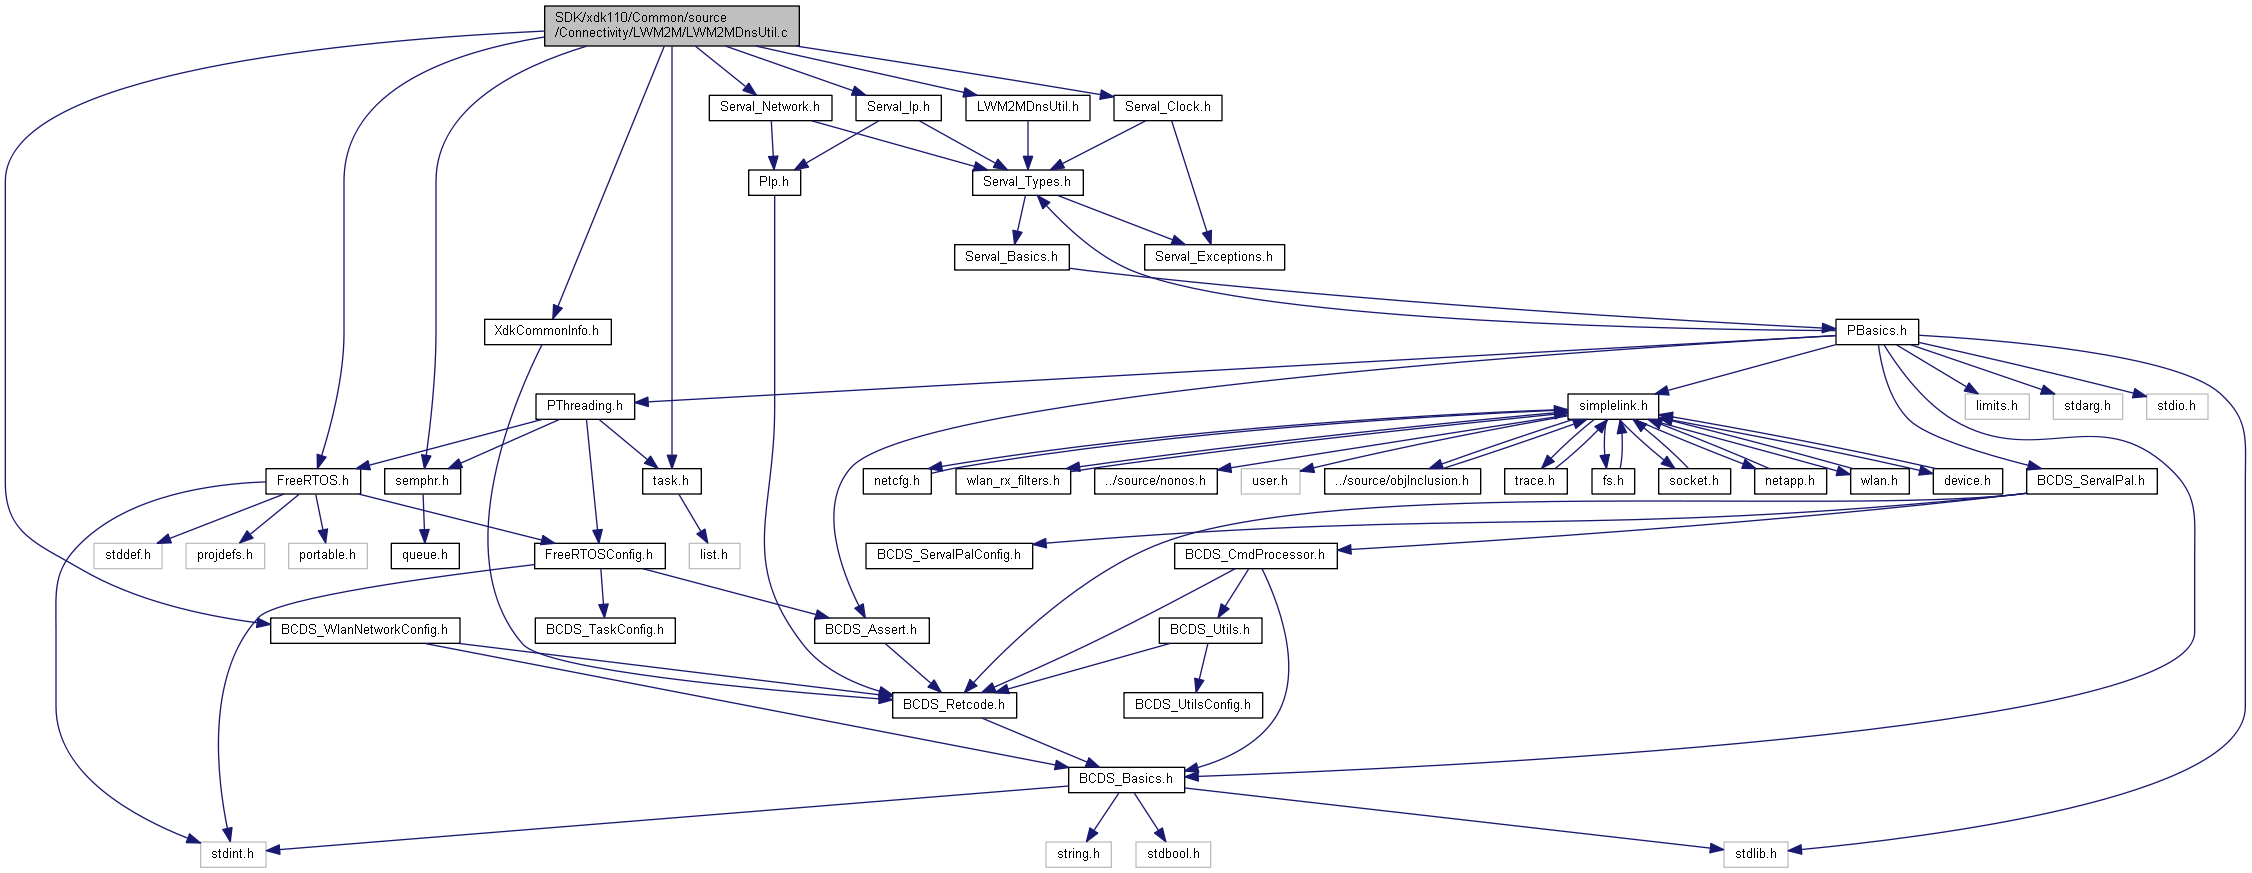 SDK/xdk110/Common/source
/Connectivity/LWM2M/LWM2MDnsUtil.c
Serval_Network.h
Serval_Ip.h
LWM2MDnsUtil.h
Serval_Clock.h
PIp.h
Serval_Types.h
Serval_Basics.h
Serval_Exceptions.h
XdkCommonInfo.h
PBasics.h
PThreading.h
simplelink.h
limits.h
stdarg.h
stdio.h
FreeRTOS.h
semphr.h
task.h
netcfg.h
wlan_rx_filters.h
../source/nonos.h
user.h
../source/objInclusion.h
trace.h
fs.h
socket.h
netapp.h
wlan.h
device.h
BCDS_ServalPal.h
stddef.h
projdefs.h
portable.h
queue.h
FreeRTOSConfig.h
list.h
BCDS_ServalPalConfig.h
BCDS_CmdProcessor.h
BCDS_WlanNetworkConfig.h
BCDS_TaskConfig.h
BCDS_Assert.h
BCDS_Utils.h
BCDS_Retcode.h
BCDS_UtilsConfig.h
BCDS_Basics.h
stdint.h
string.h
stdbool.h
stdlib.h